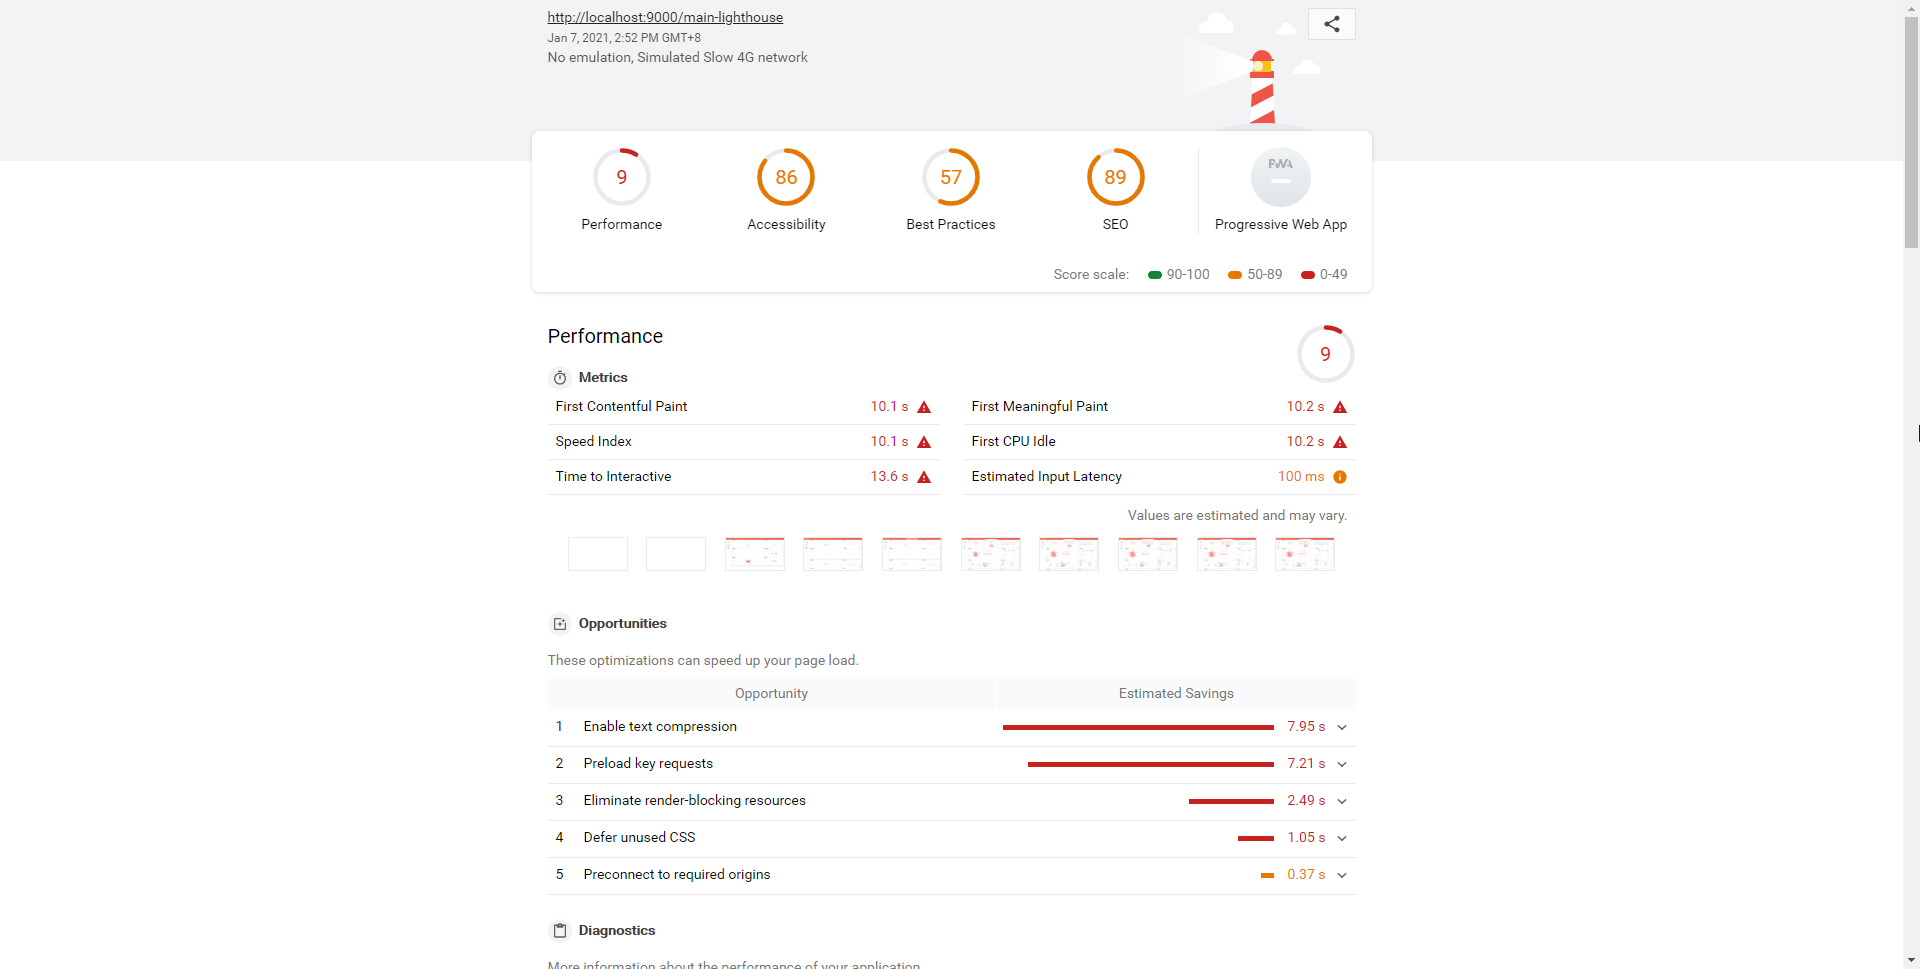 http://localhost:9000/main-lighthouse
Jan 7, 2021, 2:52 PM GMT+8
No emulation, Simulated Slow 4G network
9 86 57 89 PWA
Performance Accessibility Best Practices SEO Progressive Web App
Score scale: 90-100 50-89 0-49
Performance
9
Metrics
First Contentful Paint 10.1 s First Meaningful Paint 10.2 s
Speed Index 10.1 s First CPU Idle 10.2 s
Time to Interactive 13.6 s Estimated Input Latency 100 ms
Values are estimated and may vary.
Opportunities
These optimizations can speed up your page load.
Opportunity Estimated Savings
1 Enable text compression 7.95 s
2 Preload key requests 7.21 s
3 Eliminate render-blocking resources 2.49 s
4 Defer unused CSS 1.05 s
5 Preconnect to required origins 0.37 s
Diagnostics
More information about the performance of your application.